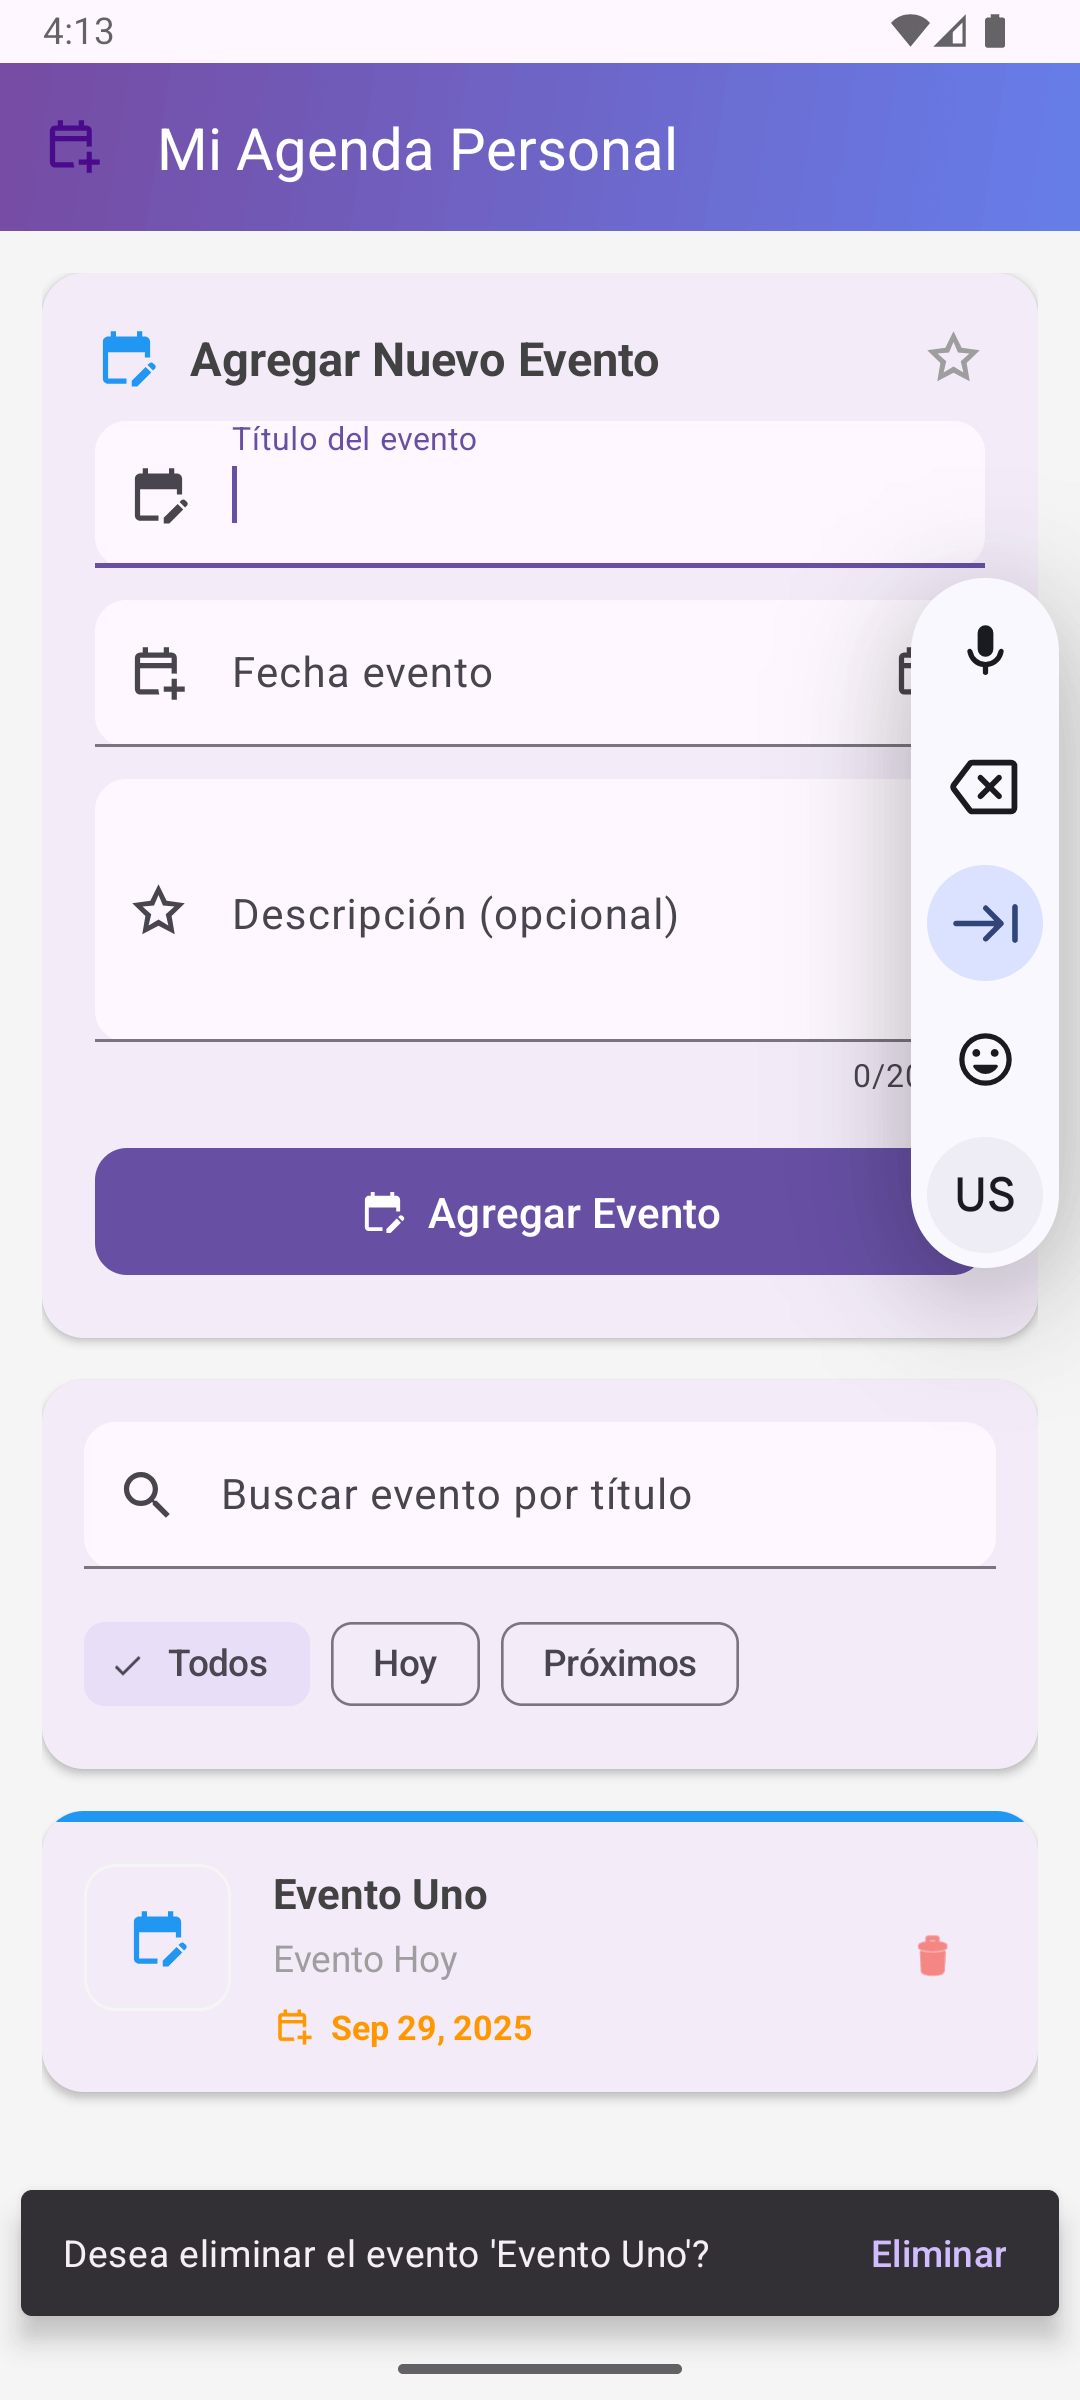 4:13
Mi Agenda Personal
Agregar Nuevo Evento
Título del evento
Fecha evento
Descripción (opcional)
0/20
Agregar Evento
US
Buscar evento por título
Todos
Hoy
Próximos
Evento Uno
Evento Hoy
Sep 29, 2025
Desea eliminar el evento 'Evento Uno'?
Eliminar